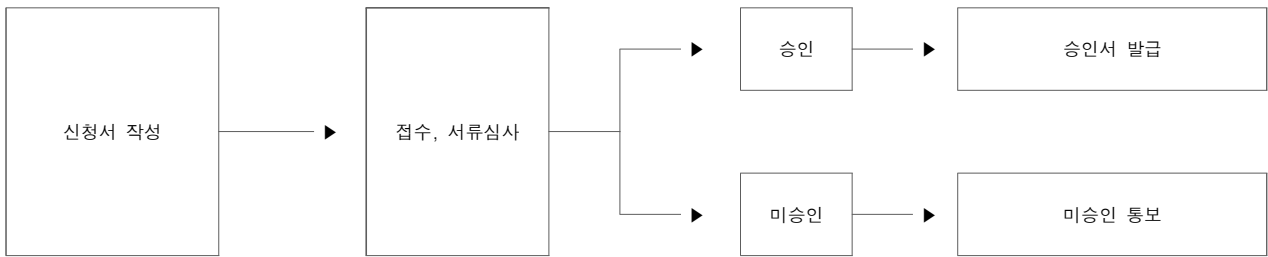 신청서 작성
접수, 서류심사
승인
승인서 발급
미승인
미승인 통보